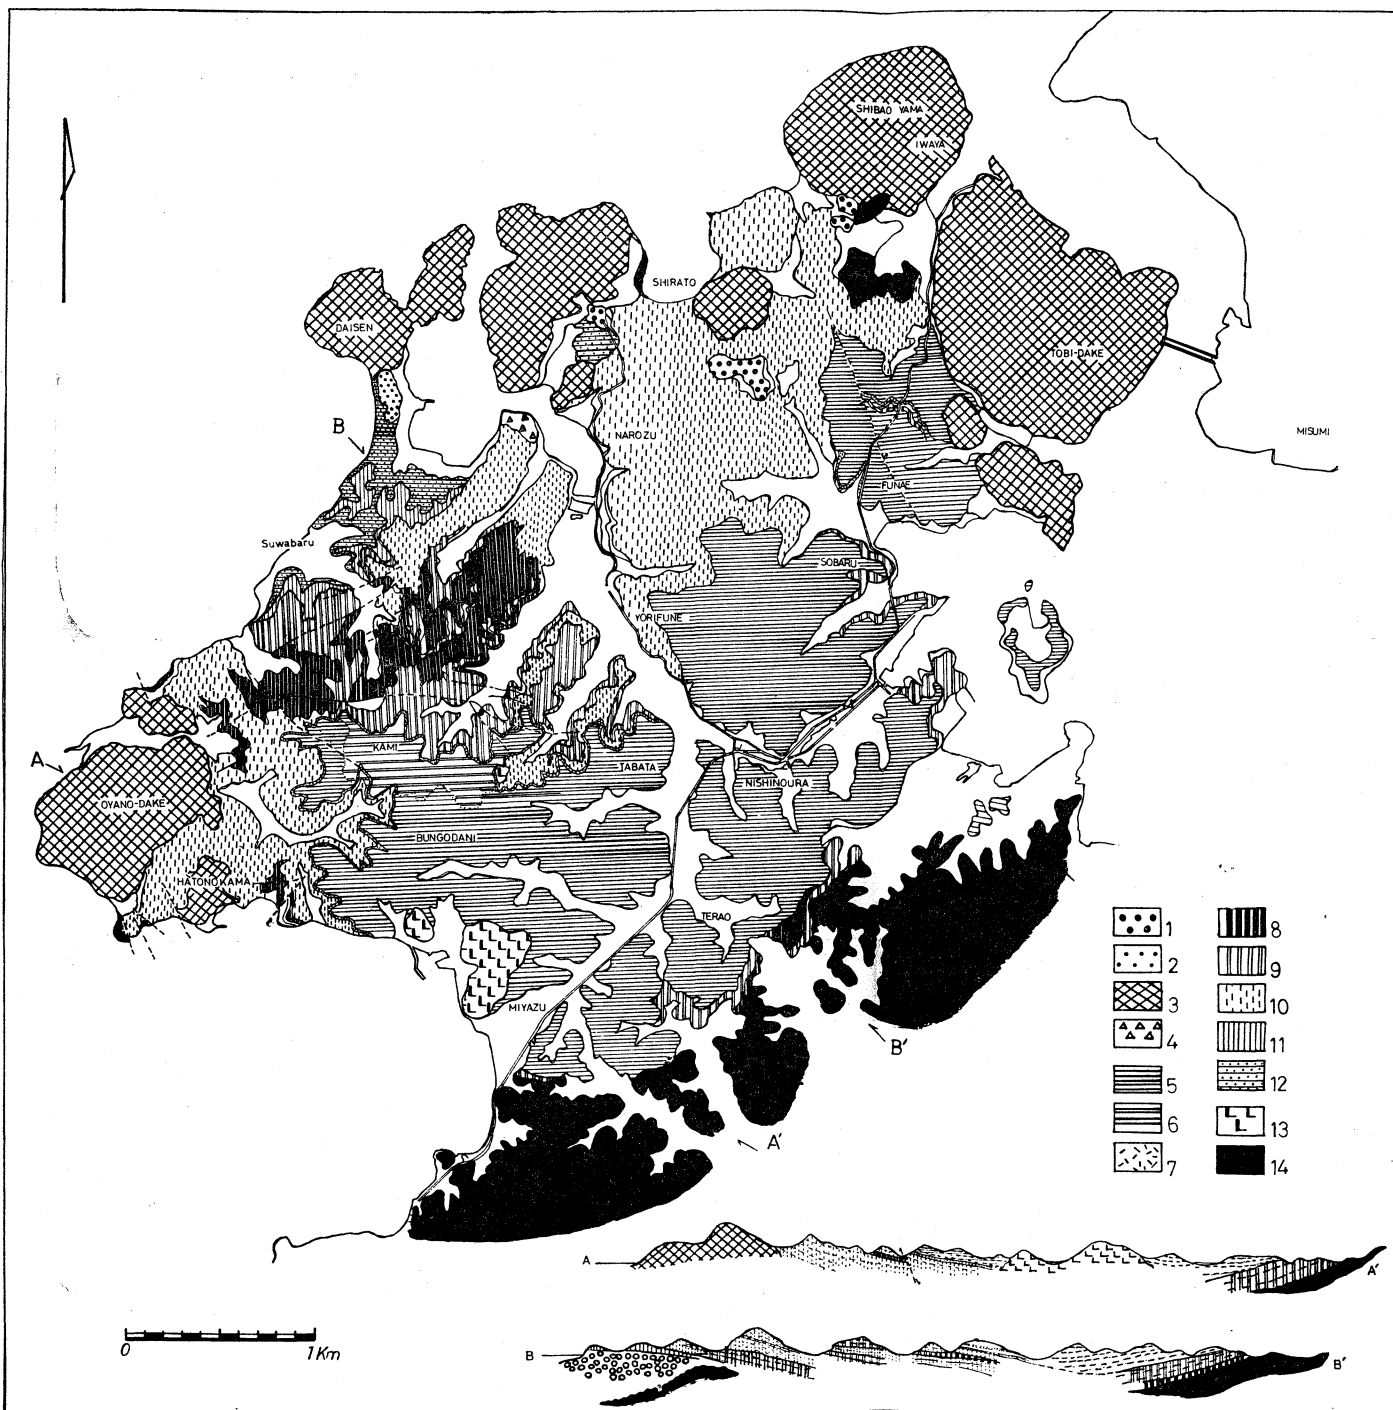 SHIBAO YAMA
IWAYA
SHIRATO
DAISEN
TOBI-DAKE
MISUMI
B
NAROZU
FUNAE
Suwabaru
SOBARU
YORIFUNE
KAMI
A
TABATA
NISHINOURA
OYANO-DAKE
BUNGODANI
HATONOKAMA
TERAO
MIYAZU
B'
A'
1
2
3
4
5
6
7
8
9
10
11
12
13
14
A
A'
B
B'
0 1Km